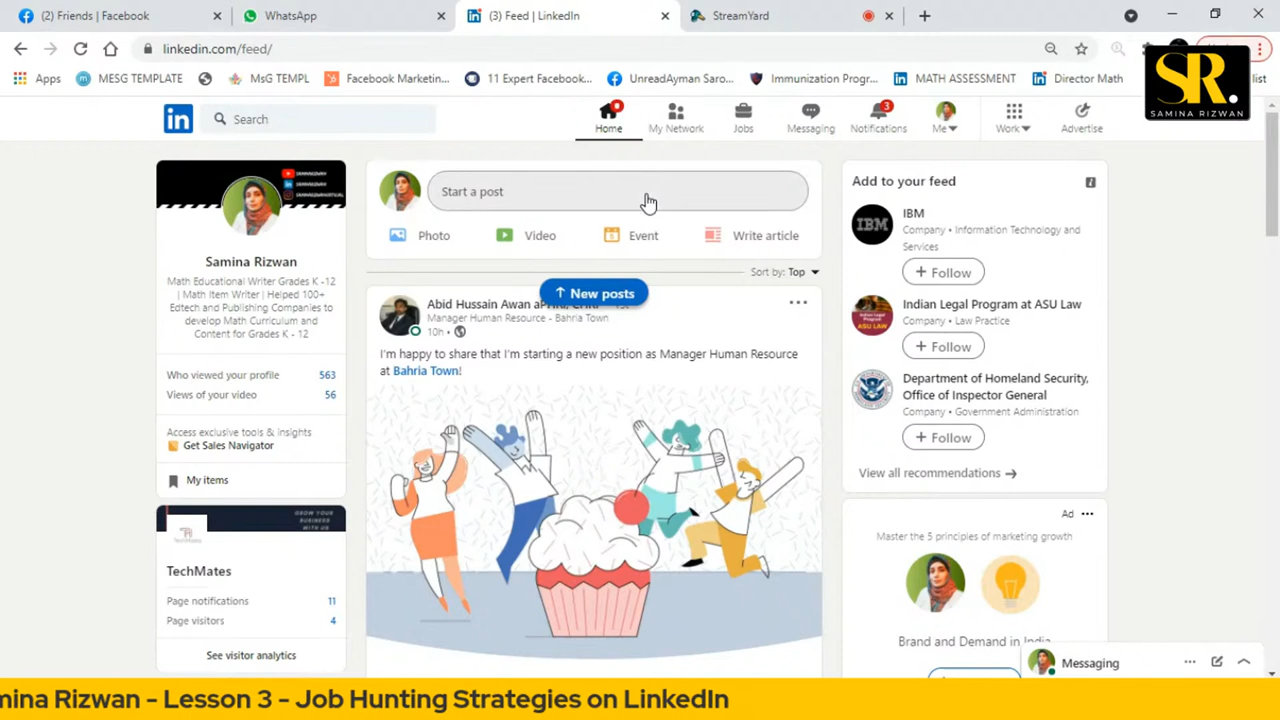 (2) Friends | Facebook
WhatsApp
(3) Feed | LinkedIn
StreamYard
linkedin.com/feed/
Apps
MESG TEMPLATE
MsG TEMPL
Facebook Marketin...
11 Expert Facebook...
UnreadAyman Saro...
Immunization Progr...
MATH ASSESSMENT
Director Math
list
SR.
SAMINA RIZWAN
Search
Home
My Network
Jobs
Messaging
3
Notifications
Me
Work
Advertise
Samina Rizwan
Math Educational Writer Grades K -12
| Math Item Writer | Helped 100+
Edtech and Publishing Companies to
develop Math Curriculum and
Content for Grades K - 12
Who viewed your profile 563
Views of your video 56
Access exclusive tools & insights
Get Sales Navigator
My items
GROW YOUR
BUSINESS
WITH US
TechMates
Page notifications 11
Page visitors 4
See visitor analytics
Start a post
Photo
Video
Event
Write article
Sort by: Top
New posts
Abid Hussain Awan
Manager Human Resource - Bahria Town
10h •
I'm happy to share that I'm starting a new position as Manager Human Resource
at Bahria Town!
Add to your feed
IBM
IBM
Company • Information Technology and
Services
+ Follow
Indian Legal Program at ASU Law
Company • Law Practice
+ Follow
Department of Homeland Security,
Office of Inspector General
Company • Government Administration
+ Follow
View all recommendations
Ad
Master the 5 principles of marketing growth
Brand and Demand in India
Messaging
mina Rizwan - Lesson 3 - Job Hunting Strategies on LinkedIn